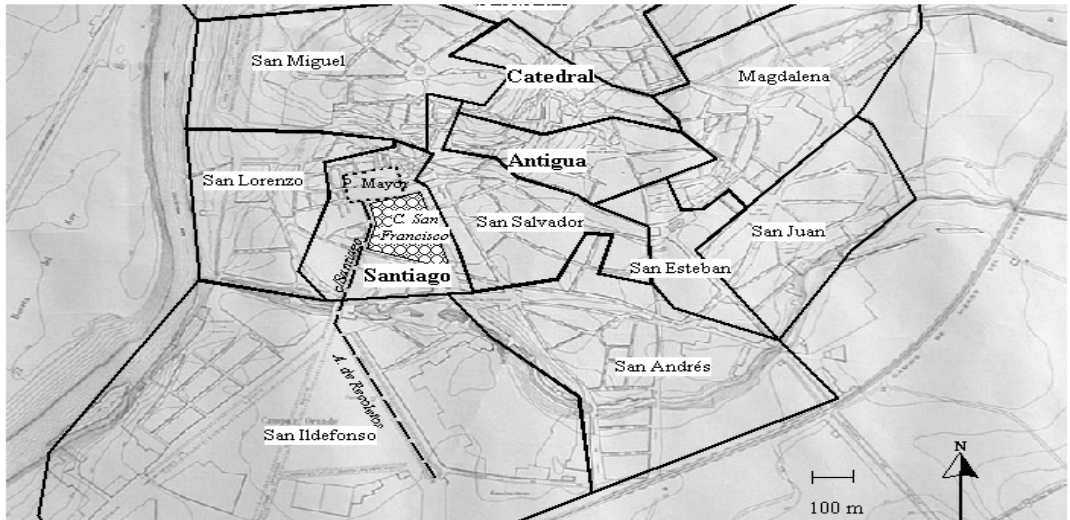 San Miguel
Catedral
Magdalena
Antigua
San Lorenzo
P. Mayor
C. San
Francisco
San Salvador
San Juan
c/Santiago
Santiago
San Esteban
San Andrés
A. de Recoletos
San Ildefonso
N
100 m